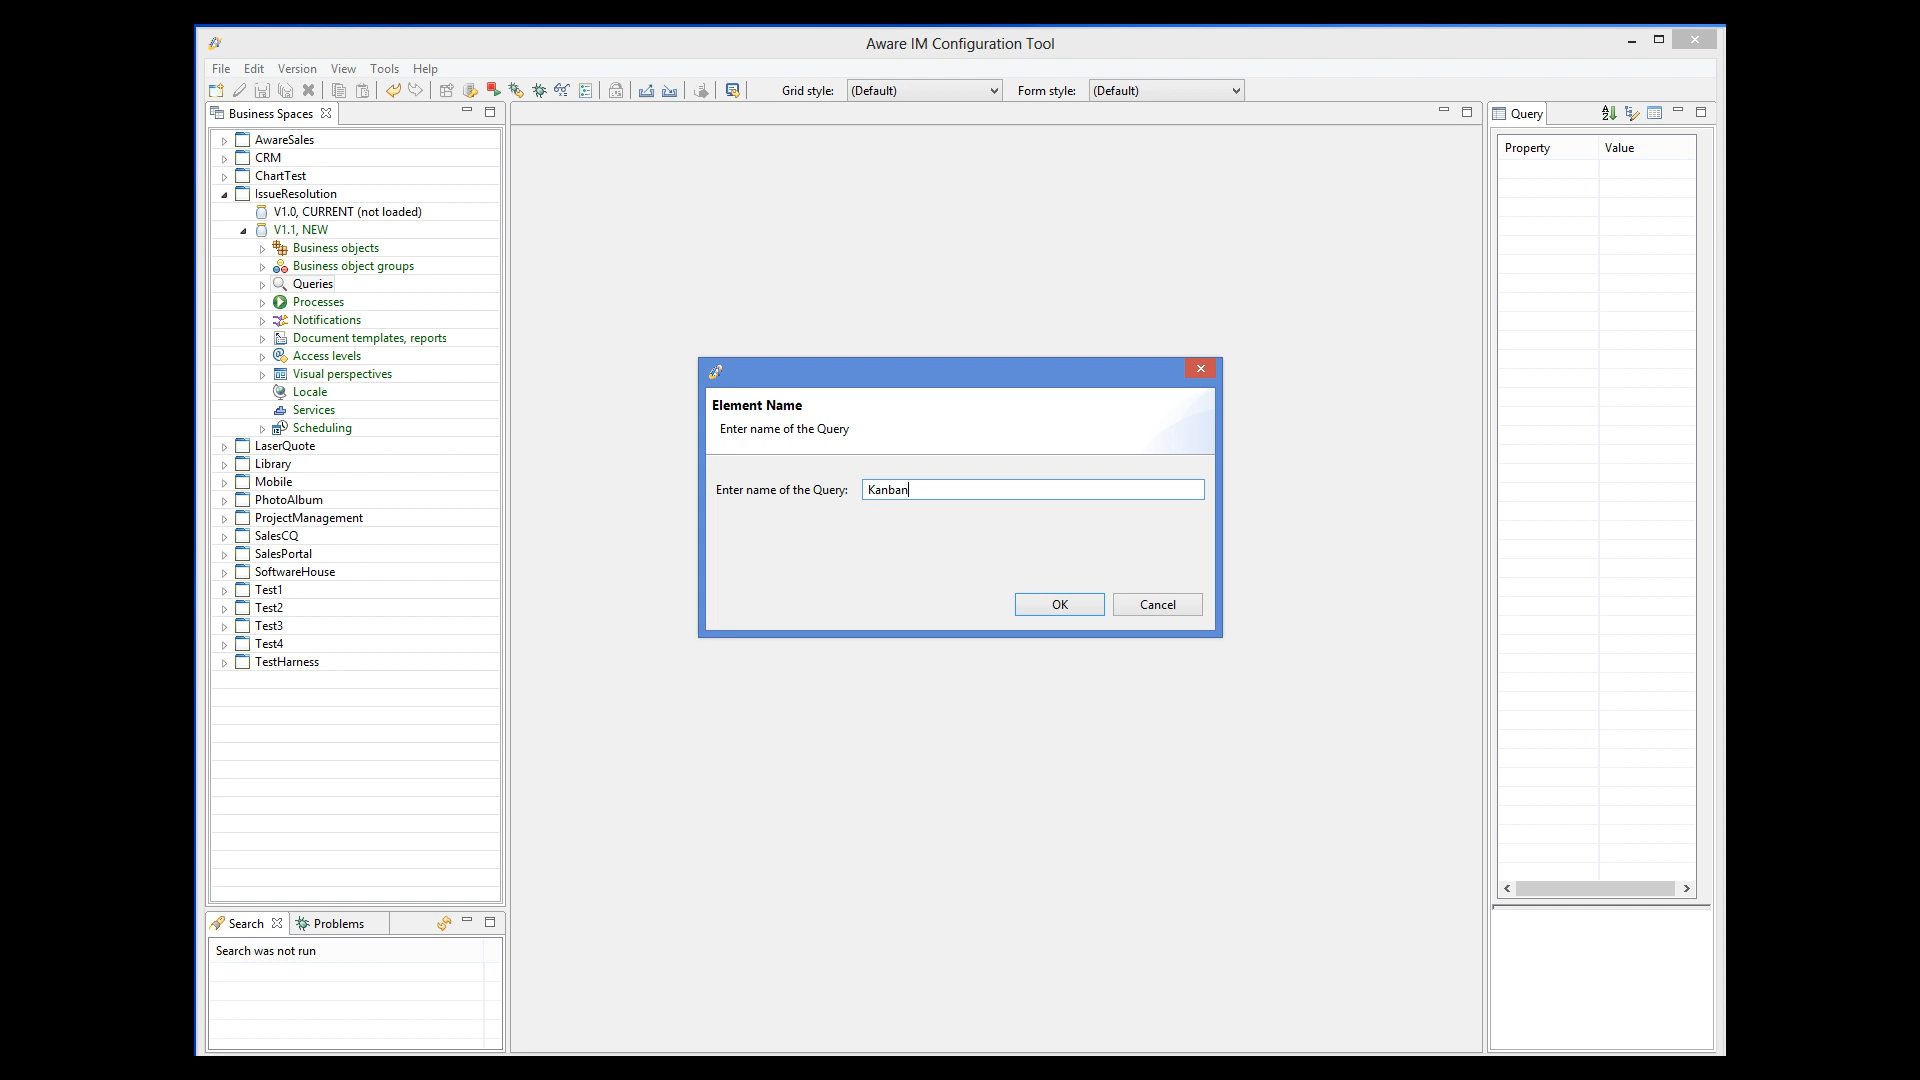 Aware IM Configuration Tool
File Edit Version View Tools Help
Grid style: (Default) Form style: (Default)
Business Spaces
AwareSales
CRM
ChartTest
IssueResolution
V1.0, CURRENT (not loaded)
V1.1, NEW
Business objects
Business object groups
Queries
Processes
Notifications
Document templates, reports
Access levels
Visual perspectives
Locale
Services
Scheduling
LaserQuote
Library
Mobile
PhotoAlbum
ProjectManagement
SalesCQ
SalesPortal
SoftwareHouse
Test1
Test2
Test3
Test4
TestHarness
Search Problems
Search was not run
Element Name
Enter name of the Query
Enter name of the Query: Kanban
OK Cancel
Query
Property Value